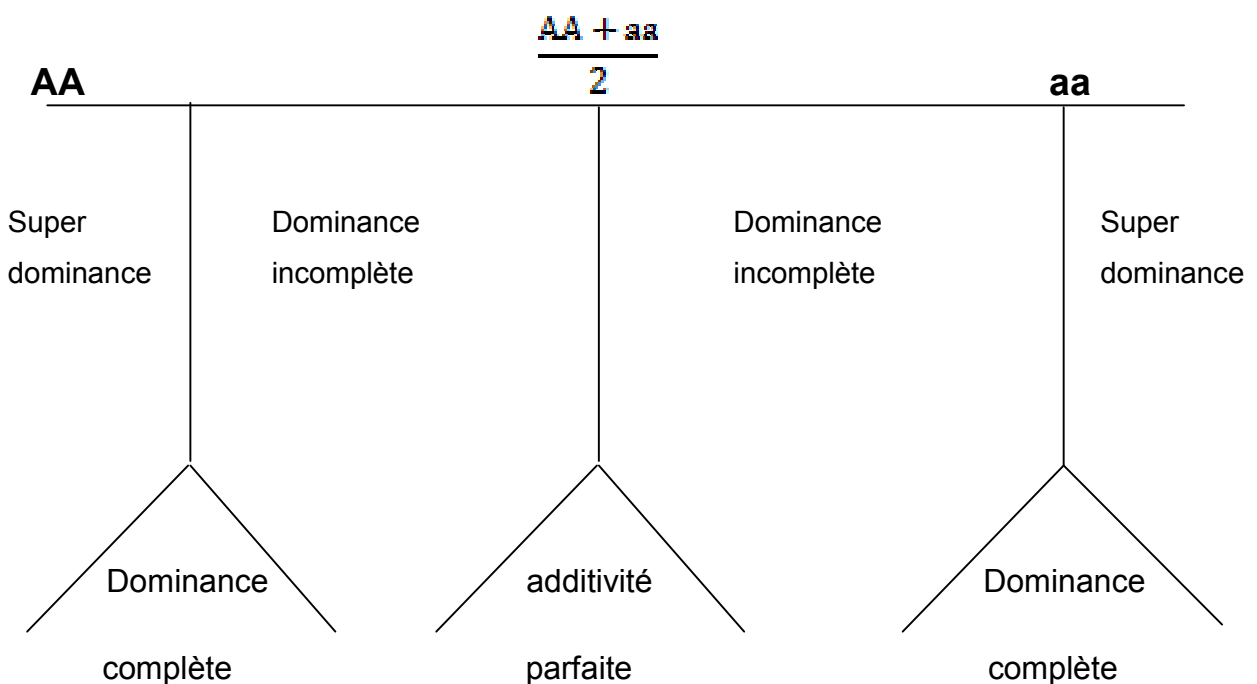 AA + aa
2
AA
aa
Super
dominance
Dominance
incomplète
Dominance
incomplète
Super
dominance
Dominance
complète
additivité
parfaite
Dominance
complète